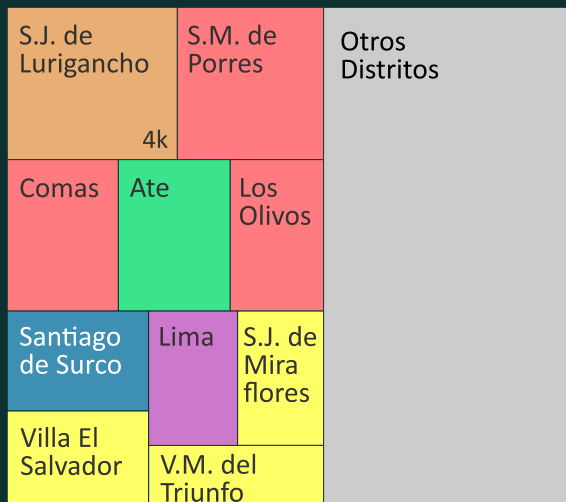 S.J. de
Lurigancho
4k
S.M. de
Porres
Otros
Distritos
Comas
Ate
Los
Olivos
Santiago
de Surco
Lima
S.J. de
Mira
flores
Villa El
Salvador
V.M. del
Triunfo